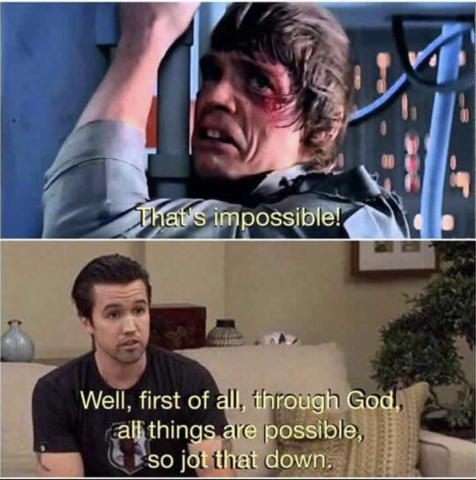 That's impossible!
Well, first of all, through God,
all things are possible,
so jot that down.